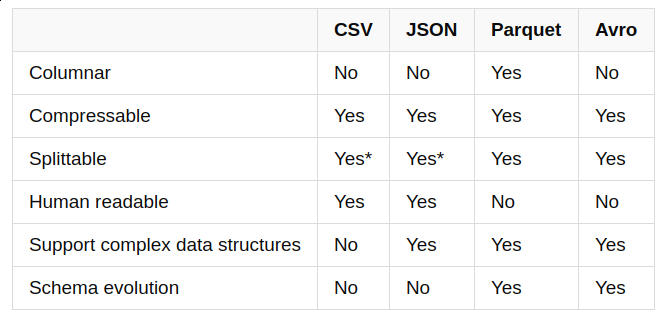 CSV JSON Parquet Avro
Columnar No No Yes No
Compressable Yes Yes Yes Yes
Splittable Yes* Yes* Yes Yes
Human readable Yes Yes No No
Support complex data structures No Yes Yes Yes
Schema evolution No No Yes Yes